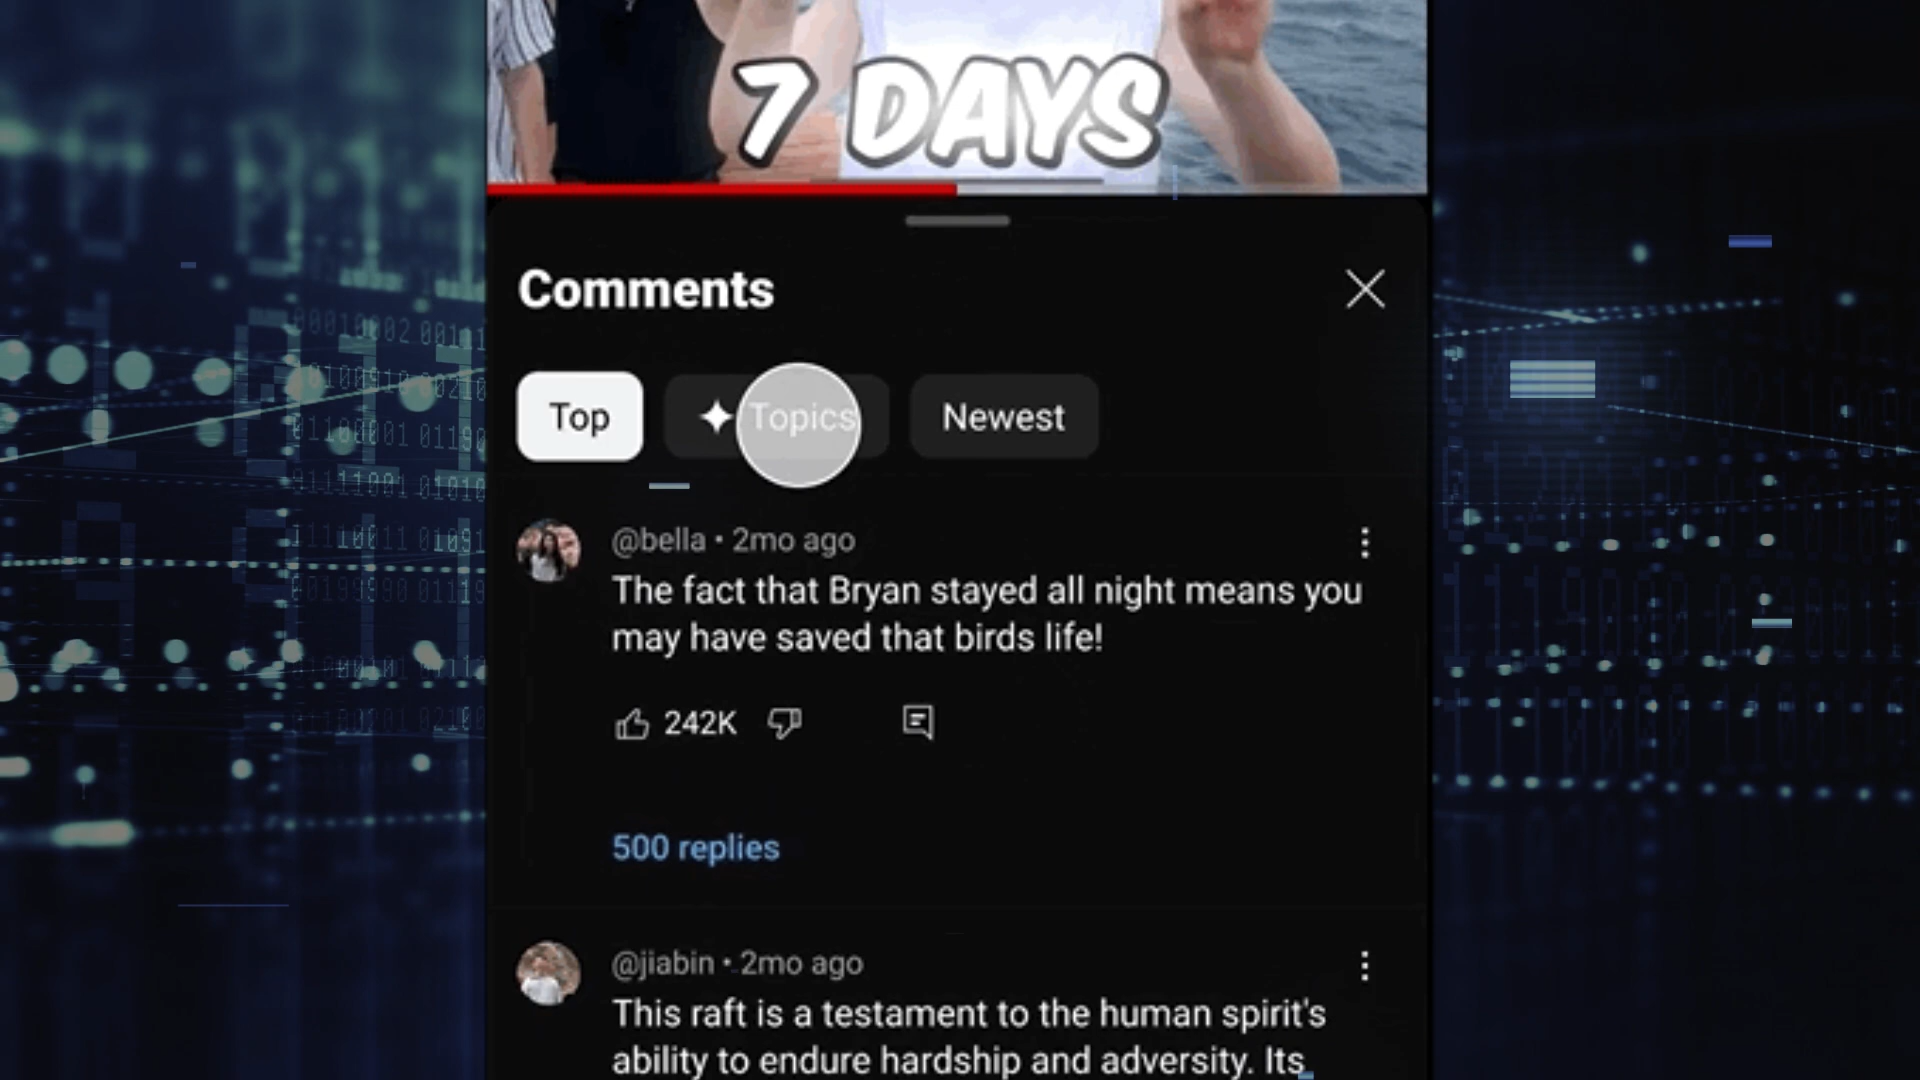 7 DAYS
Comments
Top
Topics
Newest
@bella • 2mo ago
The fact that Bryan stayed all night means you
may have saved that birds life!
242K
500 replies
@jiabin • 2mo ago
This raft is a testament to the human spirit's
ability to endure hardship and adversity. Its